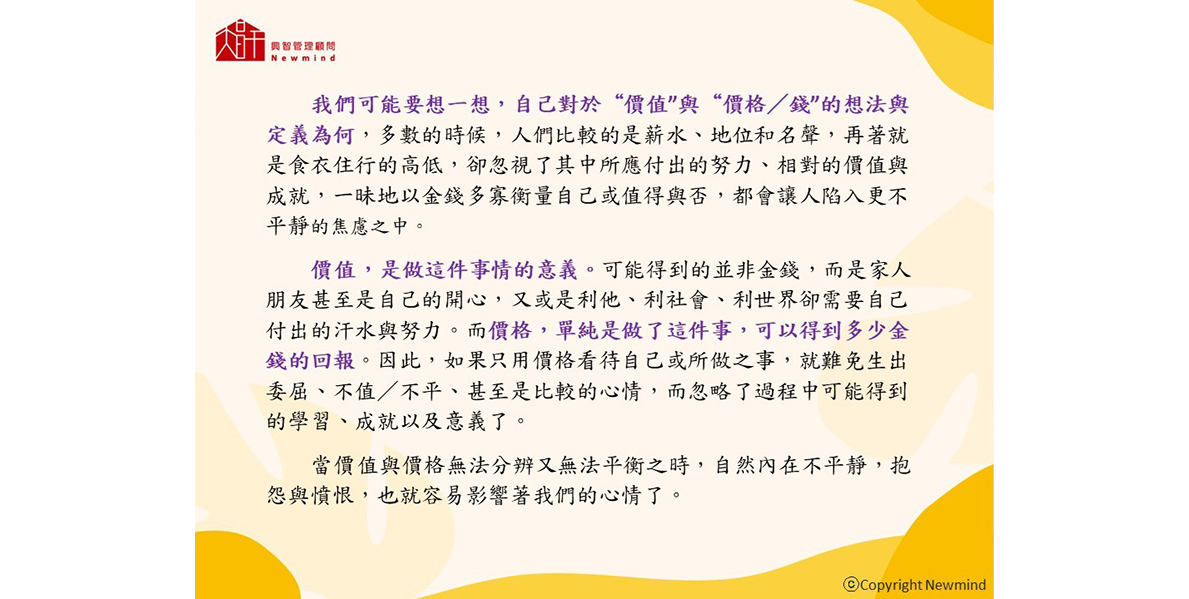 興智管理顧問
Newmind
我們可能要想一想，自己對於“價值”與“價格／錢”的想法與
定義為何，多數的時候，人們比較的是薪水、地位和名聲，再著就
是食衣住行的高低，卻忽視了其中所應付出的努力、相對的價值與
成就，一昧地以金錢多寡衡量自己或值得與否，都會讓人陷入更不
平靜的焦慮之中。
價值，是做這件事情的意義。可能得到的並非金錢，而是家人
朋友甚至是自己的開心，又或是利他、利社會、利世界卻需要自己
付出的汗水與努力。而價格，單純是做了這件事，可以得到多少金
錢的回報。因此，如果只用價格看待自己或所做之事，就難免生出
委屈、不值／不平、甚至是比較的心情，而忽略了過程中可能得到
的學習、成就以及意義了。
當價值與價格無法分辨又無法平衡之時，自然內在不平靜，抱
怨與憤恨，也就容易影響著我們的心情了。
ⓒCopyright Newmind